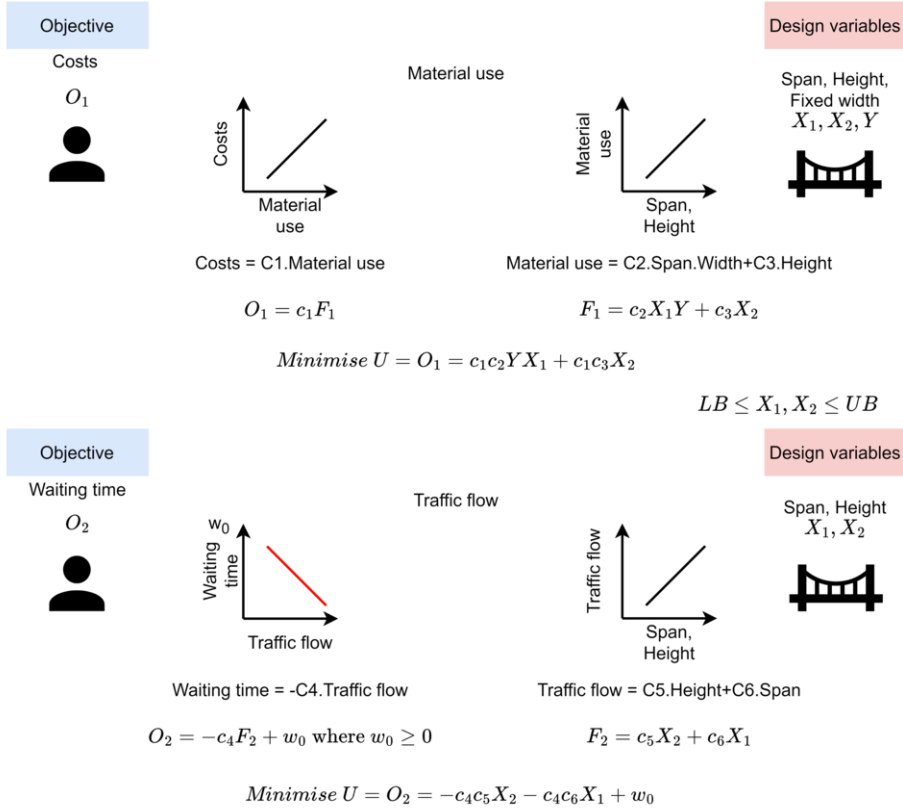 Objective
Design variables
Costs
$O_1$
Material use
Span, Height,
Fixed width
$X_1, X_2, Y$
Costs
Material
use
Material
use
Span,
Height
Costs = C1.Material use
Material use = C2.Span.Width+C3.Height
$O_1 = c_1F_1$
$F_1 = c_2X_1Y + c_3X_2$
$Minimise\ U = O_1 = c_1c_2YX_1 + c_1c_3X_2$
$LB \leq X_1, X_2 \leq UB$
Objective
Design variables
Waiting time
$O_2$
Traffic flow
Span, Height
$X_1, X_2$
w₀
Waiting
time
Traffic flow
Traffic flow
Span,
Height
Waiting time = -C4.Traffic flow
Traffic flow = C5.Height+C6.Span
$O_2 = -c_4F_2 + w_0$ where $w_0 \geq 0$
$F_2 = c_5X_2 + c_6X_1$
$Minimise\ U = O_2 = -c_4c_5X_2 - c_4c_6X_1 + w_0$